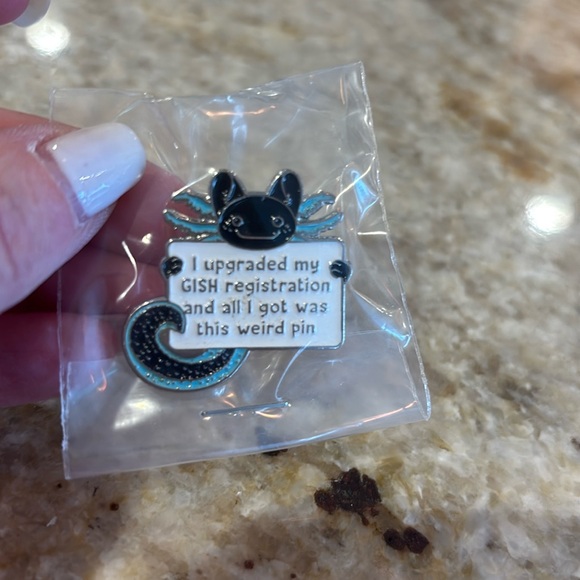 I upgraded my
GISH registration
and all I got was
this weird pin